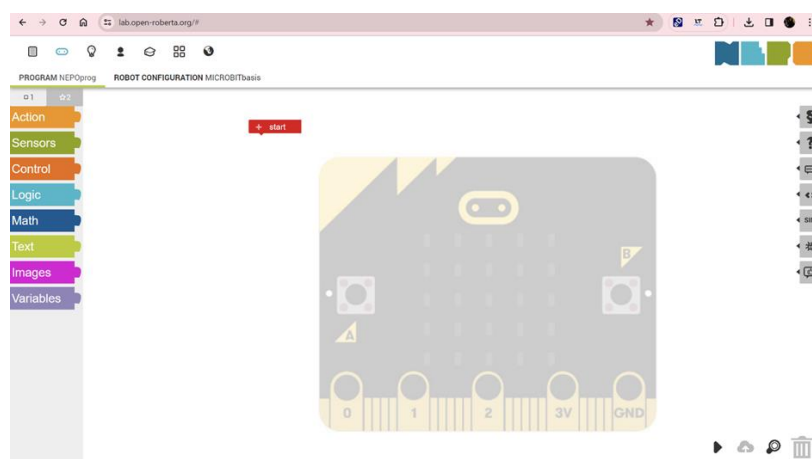 lab.open-roberta.org/#
PROGRAM NEPOprog ROBOT CONFIGURATION MICROBITbasis
1 2
Action
+ start
Sensors
Control
Logic
Math
Text
Images
Variables
B
A
0 1 2 3V GND